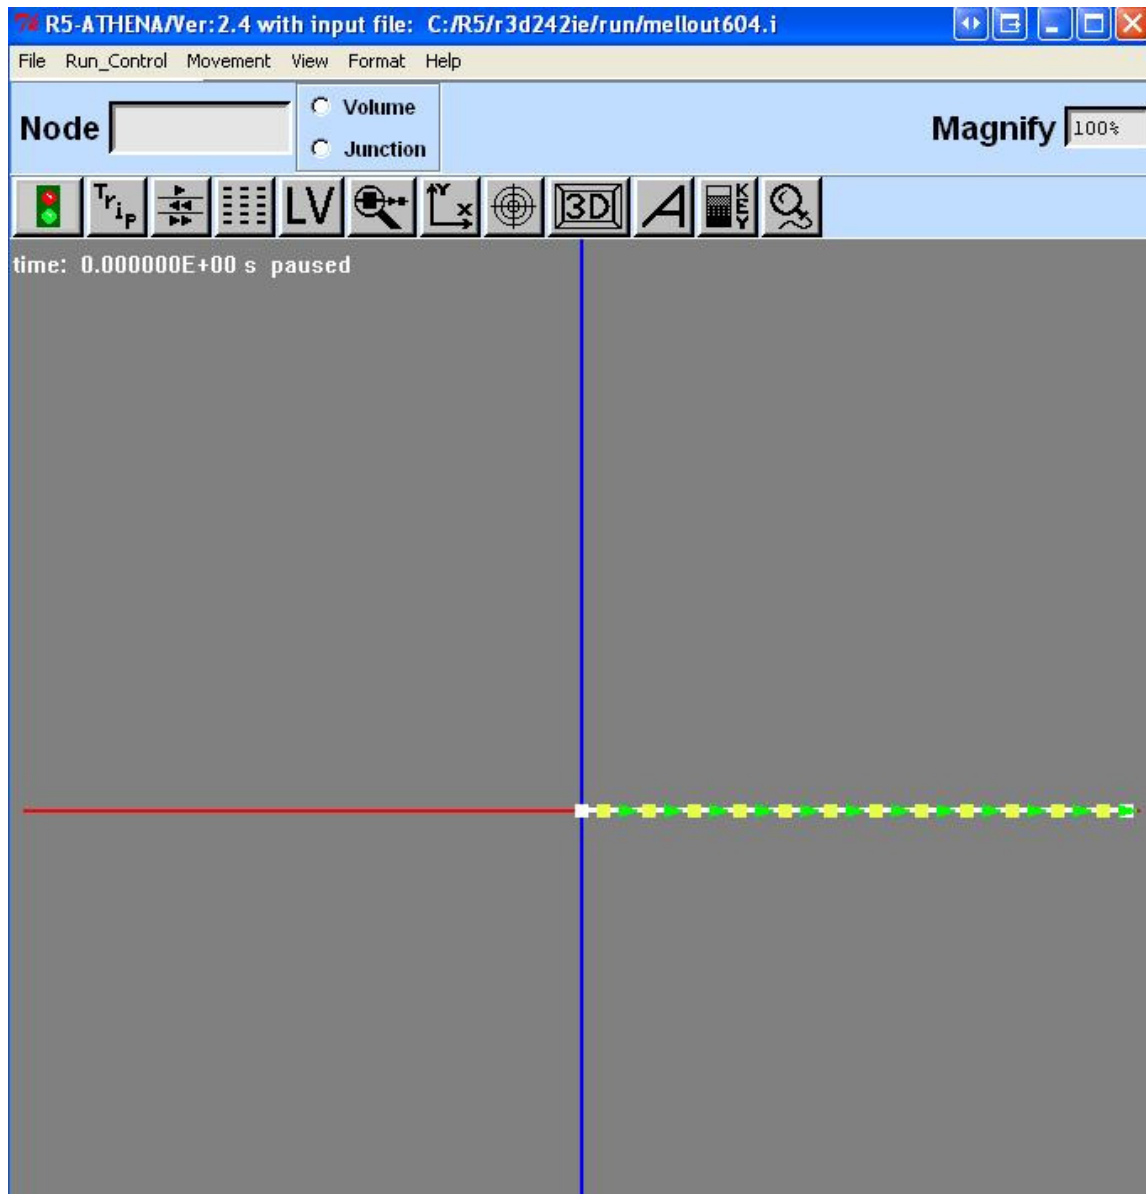 R5-ATHENA/Ver:2.4 with input file: C:/R5/r3d242ie/run/mellout604.i
File Run_Control Movement View Format Help
Node Volume Junction Magnify 100%
Trip LV Y x 3D A KEY
time: 0.000000E+00 s paused